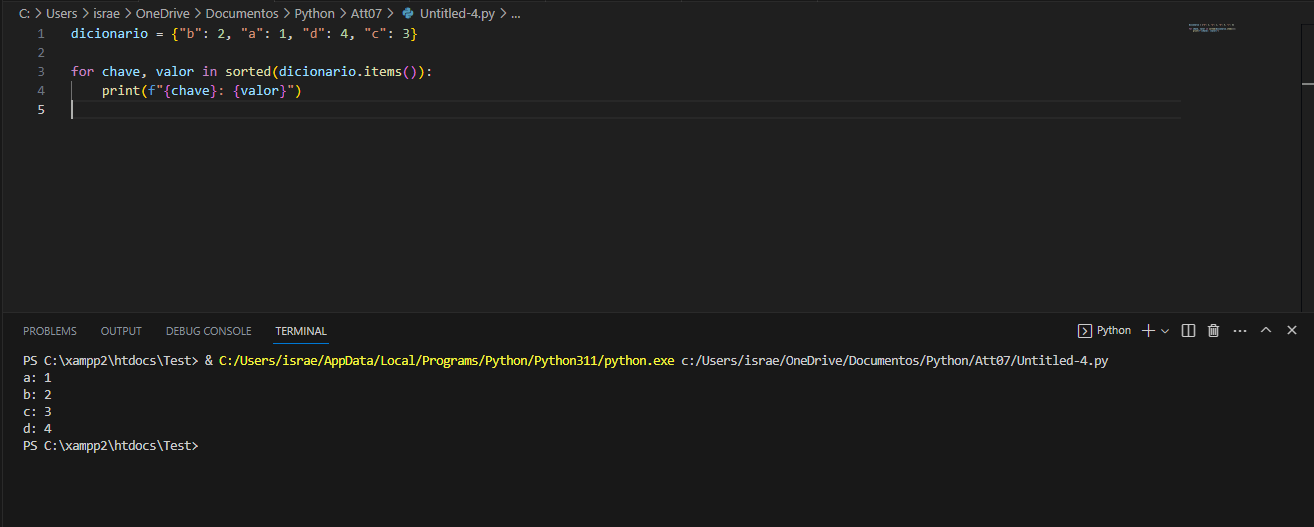 C: > Users > israe > OneDrive > Documentos > Python > Att07 > Untitled-4.py > ...
1 dicionario = {"b": 2, "a": 1, "d": 4, "c": 3}
2
3 for chave, valor in sorted(dicionario.items()):
4     print(f"{chave}: {valor}")
5
PROBLEMS OUTPUT DEBUG CONSOLE TERMINAL Python
PS C:\xampp2\htdocs\Test> & C:/Users/israe/AppData/Local/Programs/Python/Python311/python.exe c:/Users/israe/OneDrive/Documentos/Python/Att07/Untitled-4.py
a: 1
b: 2
c: 3
d: 4
PS C:\xampp2\htdocs\Test>